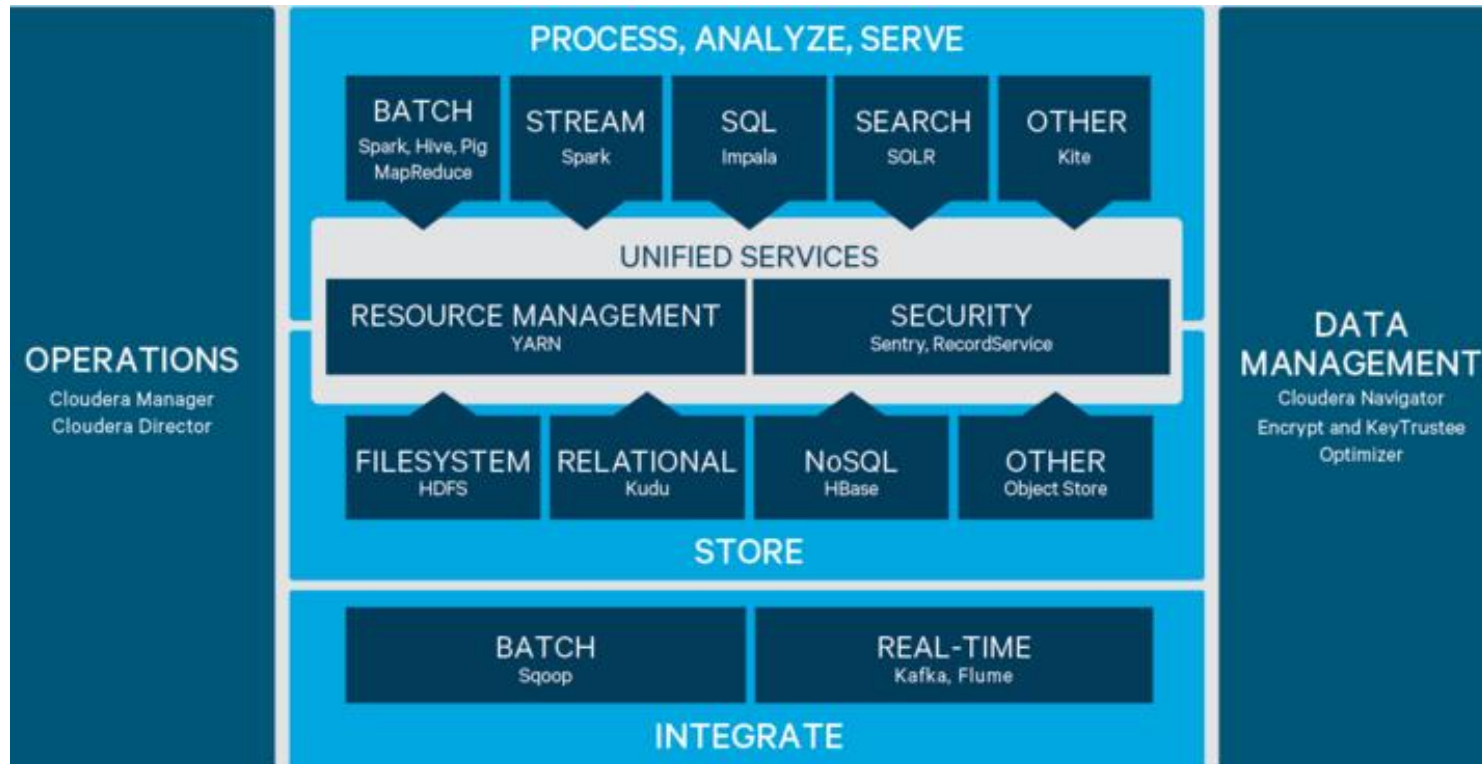 PROCESS, ANALYZE, SERVE
BATCH
Spark, Hive, Pig
MapReduce
STREAM
Spark
SQL
Impala
SEARCH
SOLR
OTHER
Kite
UNIFIED SERVICES
RESOURCE MANAGEMENT
YARN
SECURITY
Sentry, RecordService
OPERATIONS
Cloudera Manager
Cloudera Director
DATA
MANAGEMENT
Cloudera Navigator
Encrypt and KeyTrustee
Optimizer
FILESYSTEM
HDFS
RELATIONAL
Kudu
NoSQL
HBase
OTHER
Object Store
STORE
BATCH
Sqoop
REAL-TIME
Kafka, Flume
INTEGRATE